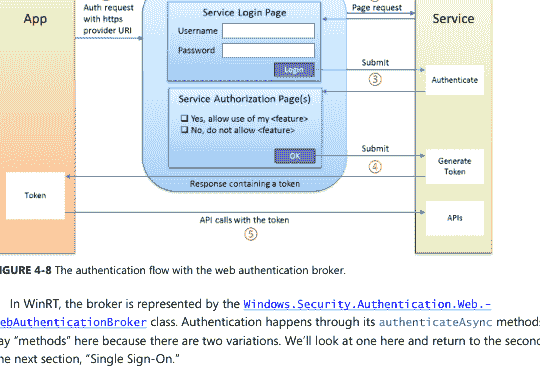 Auth request
with https
provider URI
App
Service Login Page
Username
Password
Login
Page request
Service
Submit
③
Authenticate
Service Authorization Page(s)
Yes, allow use of my <feature>
No, do not allow <feature>
OK
Submit
④
Generate
Token
Response containing a token
Token
API calls with the token
⑤
APIs
IGURE 4-8 The authentication flow with the web authentication broker.
In WinRT, the broker is represented by the Windows.Security.Authentication.Web.-
ebAuthenticationBroker class. Authentication happens through its authenticateAsync methods
ay “methods” here because there are two variations. We’ll look at one here and return to the second
he next section, “Single Sign-On.”